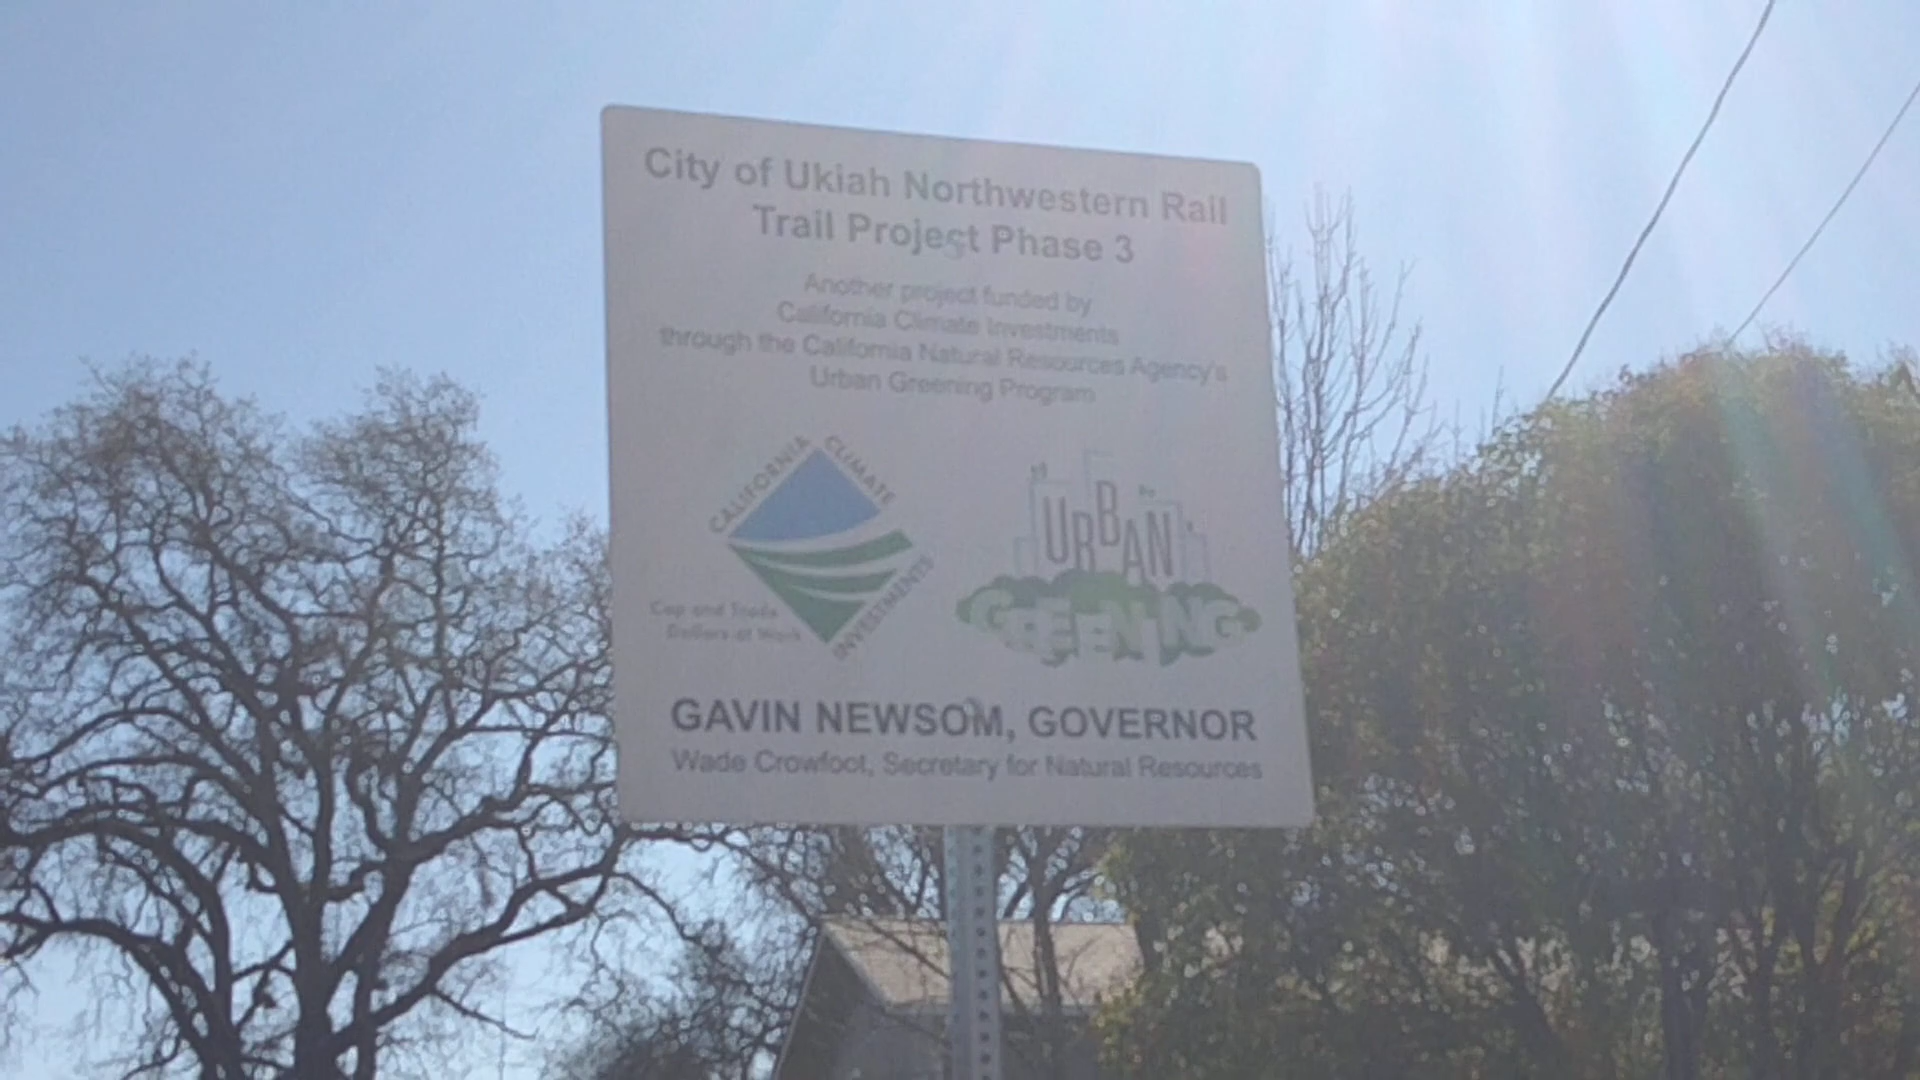 City of Ukiah Northwestern Rail
Trail Project Phase 3
Another project funded by
California Climate Investments
through the California Natural Resources Agency's
Urban Greening Program
CALIFORNIA CLIMATE
INVESTMENTS
Cap and Trade
Dollars at Work
URBAN
GREENING
GAVIN NEWSOM, GOVERNOR
Wade Crowfoot, Secretary for Natural Resources